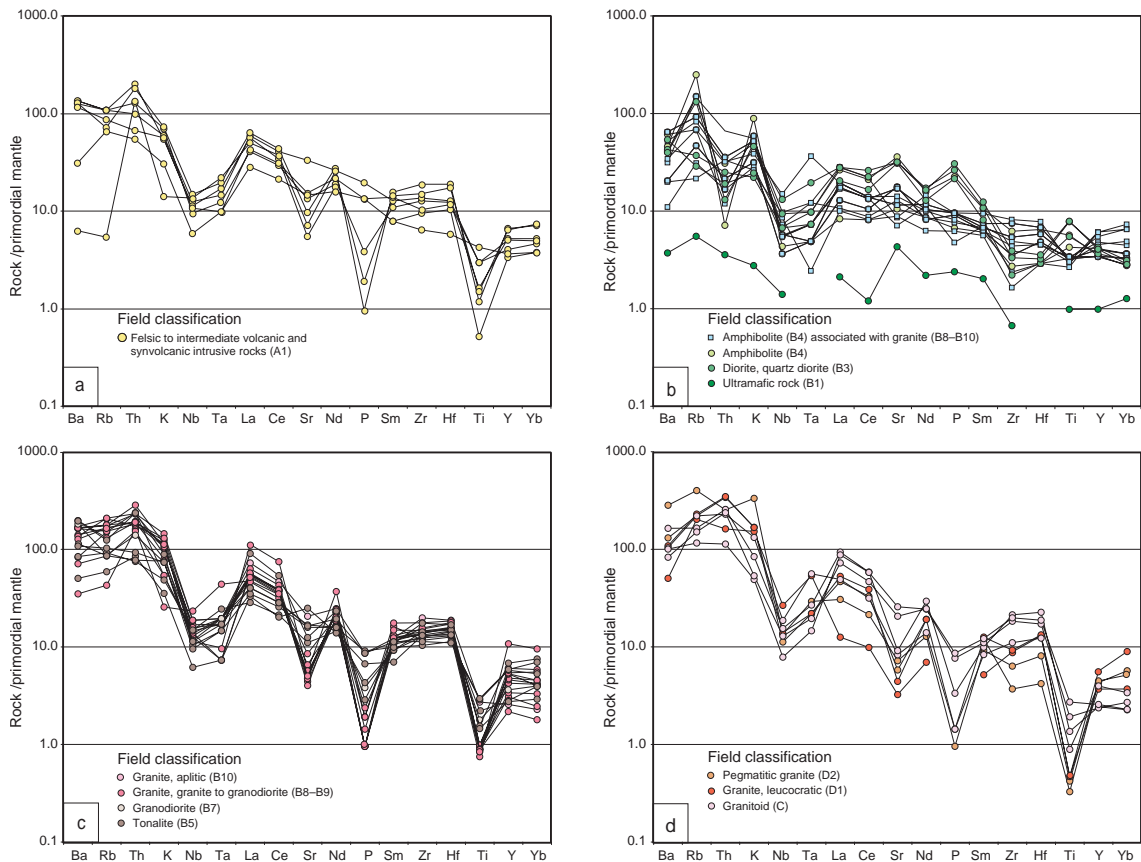 1000.0
100.0
10.0
1.0
0.1
Rock /primordial mantle
Field classification
Felsic to intermediate volcanic and
synvolcanic intrusive rocks (A1)
a
Ba Rb Th K Nb Ta La Ce Sr Nd P Sm Zr Hf Ti Y Yb
1000.0
100.0
10.0
1.0
0.1
Rock /primordial mantle
Field classification
Amphibolite (B4) associated with granite (B8–B10)
Amphibolite (B4)
Diorite, quartz diorite (B3)
Ultramafic rock (B1)
b
Ba Rb Th K Nb Ta La Ce Sr Nd P Sm Zr Hf Ti Y Yb
1000.0
100.0
10.0
1.0
0.1
Rock /primordial mantle
Field classification
Granite, aplitic (B10)
Granite, granite to granodiorite (B8–B9)
Granodiorite (B7)
Tonalite (B5)
c
Ba Rb Th K Nb Ta La Ce Sr Nd P Sm Zr Hf Ti Y Yb
1000.0
100.0
10.0
1.0
0.1
Rock /primordial mantle
Field classification
Pegmatitic granite (D2)
Granite, leucocratic (D1)
Granitoid (C)
d
Ba Rb Th K Nb Ta La Ce Sr Nd P Sm Zr Hf Ti Y Yb